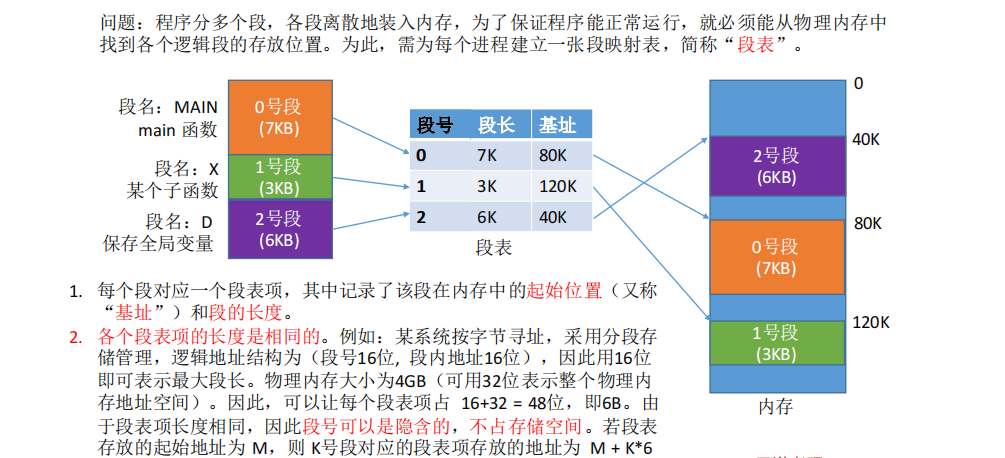 问题：程序分多个段，各段离散地装入内存，为了保证程序能正常运行，就必须能从物理内存中
找到各个逻辑段的存放位置。为此，需为每个进程建立一张段映射表，简称“段表”。
段名：MAIN
main 函数
段名：X
某个子函数
段名：D
保存全局变量
0号段
(7KB)
1号段
(3KB)
2号段
(6KB)
段号 段长 基址
0 7K 80K
1 3K 120K
2 6K 40K
段表
0
40K
2号段
(6KB)
80K
0号段
(7KB)
120K
1号段
(3KB)
内存
1. 每个段对应一个段表项，其中记录了该段在内存中的起始位置（又称
“基址”）和段的长度。
2. 各个段表项的长度是相同的。例如：某系统按字节寻址，采用分段存
储管理，逻辑地址结构为（段号16位, 段内地址16位），因此用16位
即可表示最大段长。物理内存大小为4GB（可用32位表示整个物理内
存地址空间）。因此，可以让每个段表项占 16+32 = 48位，即6B。由
于段表项长度相同，因此段号可以是隐含的，不占存储空间。若段表
存放的起始地址为 M，则 K号段对应的段表项存放的地址为 M + K*6